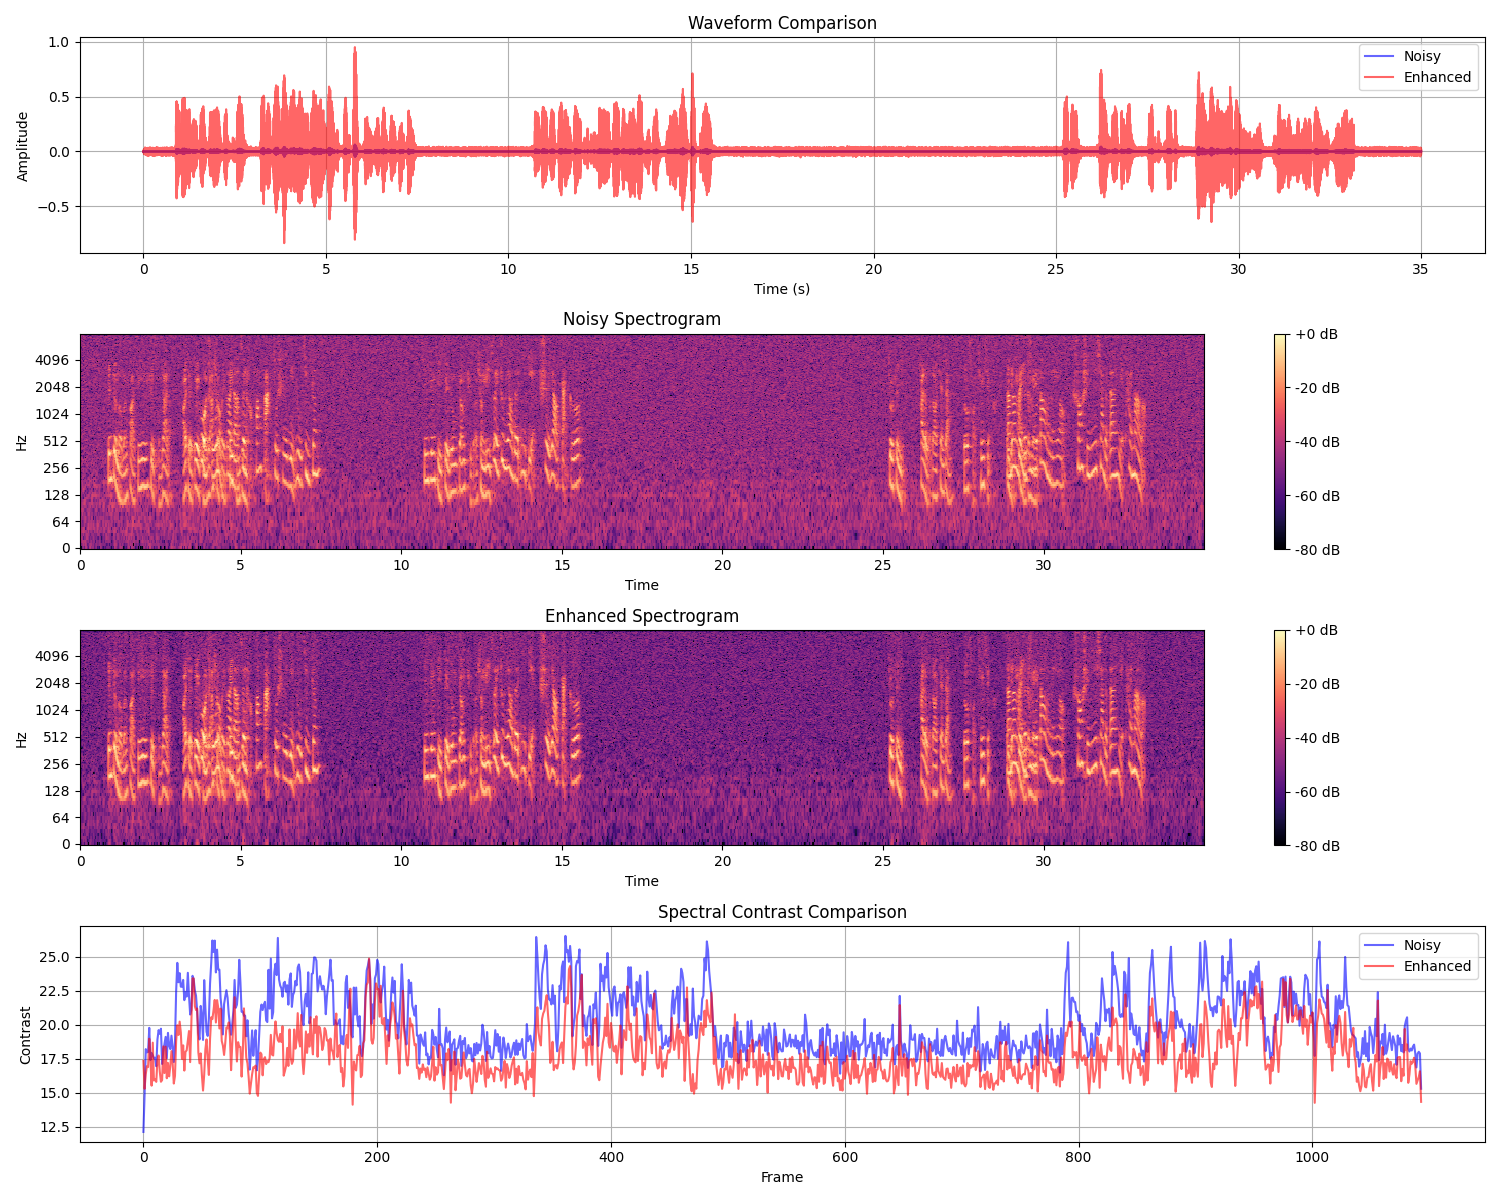 Waveform Comparison
1.0
0.5
0.0
−0.5
Amplitude
Noisy
Enhanced
0 5 10 15 20 25 30 35
Time (s)
Noisy Spectrogram
4096
2048
1024
512
256
128
64
0
Hz
0 5 10 15 20 25 30
Time
+0 dB
-20 dB
-40 dB
-60 dB
-80 dB
Enhanced Spectrogram
4096
2048
1024
512
256
128
64
0
Hz
0 5 10 15 20 25 30
Time
+0 dB
-20 dB
-40 dB
-60 dB
-80 dB
Spectral Contrast Comparison
25.0
22.5
20.0
17.5
15.0
12.5
Contrast
Noisy
Enhanced
0 200 400 600 800 1000
Frame